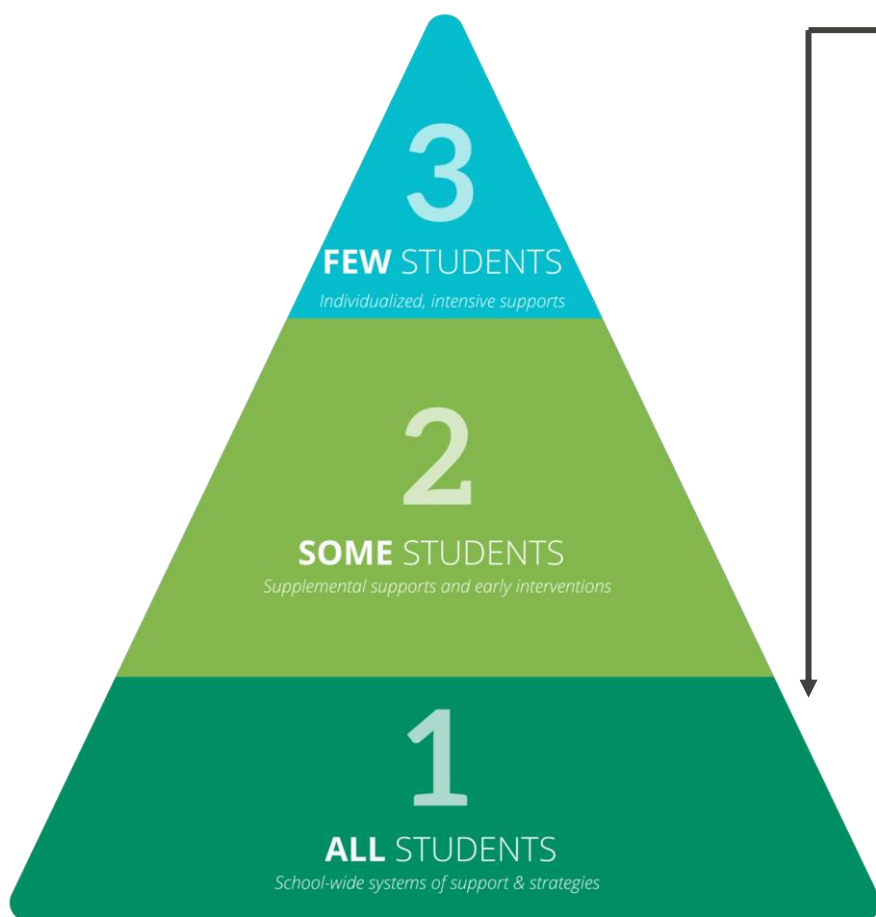 3
FEW STUDENTS
Individualized, intensive supports
2
SOME STUDENTS
Supplemental supports and early interventions
1
ALL STUDENTS
School-wide systems of support & strategies